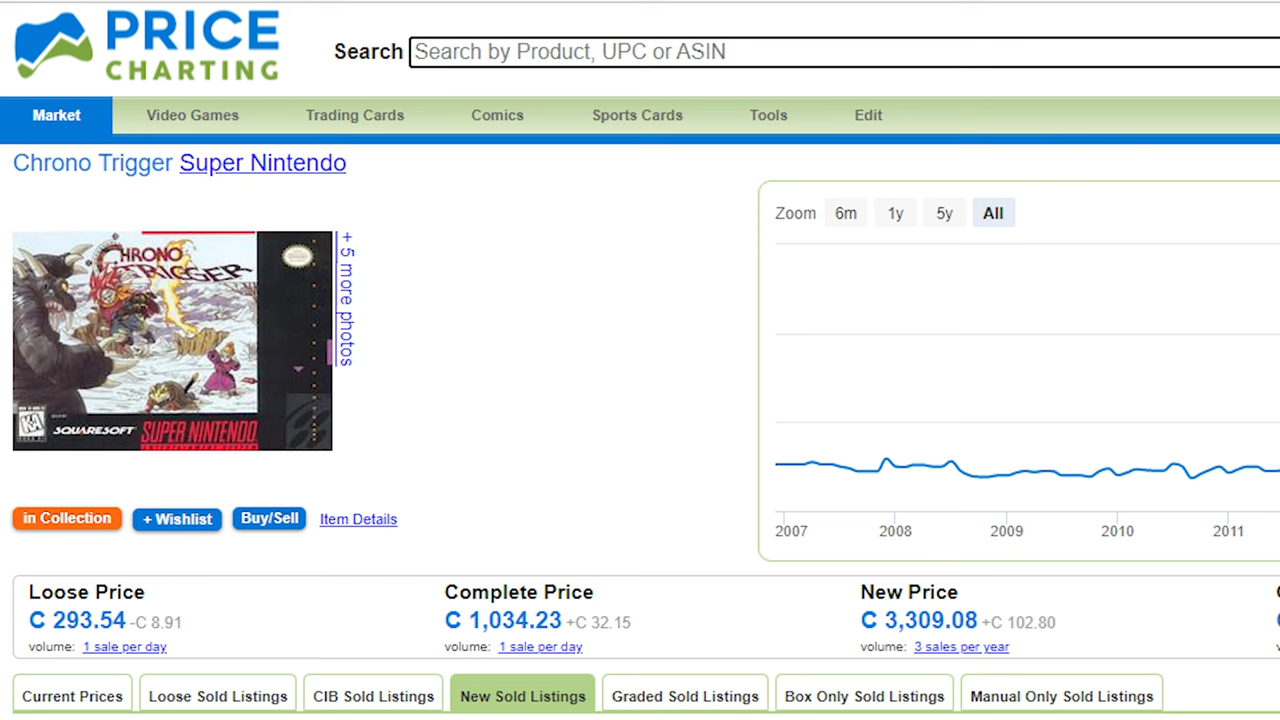 PRICE
CHARTING
Search Search by Product, UPC or ASIN
Market Video Games Trading Cards Comics Sports Cards Tools Edit
Chrono Trigger Super Nintendo
+ 5 more photos
CHRONO
TRIGGER
K-A
SQUARESOFT
SUPER NINTENDO
Zoom 6m 1y 5y All
2007 2008 2009 2010 2011
in Collection + Wishlist Buy/Sell Item Details
Loose Price Complete Price New Price
C 293.54 -C 8.91 C 1,034.23 +C 32.15 C 3,309.08 +C 102.80
volume: 1 sale per day volume: 1 sale per day volume: 3 sales per year
Current Prices Loose Sold Listings CIB Sold Listings New Sold Listings Graded Sold Listings Box Only Sold Listings Manual Only Sold Listings